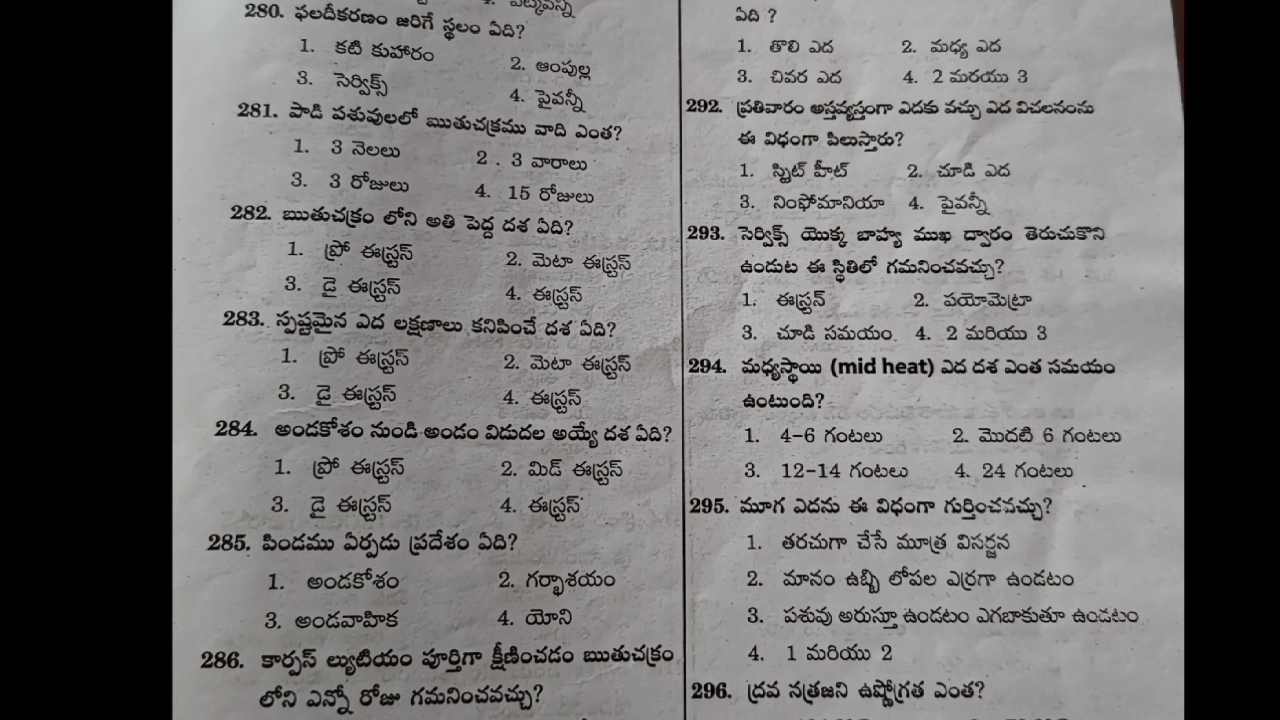 280. ఫలదీకరణం జరిగే స్థలం ఏది?
1. కటి కుహారం 2. ఆంపుల్ల
3. సెర్విక్స్ 4. పైవన్నీ
281. పాడి పశువులలో ఋతుచక్రము వాది ఎంత?
1. 3 నెలలు 2 . 3 వారాలు
3. 3 రోజులు 4. 15 రోజులు
282. ఋతుచక్రం లోని అతి పెద్ద దశ ఏది?
1. ప్రో ఈస్ట్రస్ 2. మెటా ఈస్ట్రస్
3. డై ఈస్ట్రస్ 4. ఈస్ట్రస్
283. స్పష్టమైన ఎద లక్షణాలు కనిపించే దశ ఏది?
1. ప్రో ఈస్ట్రస్ 2. మెటా ఈస్ట్రస్
3. డై ఈస్ట్రస్ 4. ఈస్ట్రస్
284. అండకోశం నుండి అండం విడుదల అయ్యే దశ ఏది?
1. ప్రో ఈస్ట్రస్ 2. మిడ్ ఈస్ట్రస్
3. డై ఈస్ట్రస్ 4. ఈస్ట్రస్
285. పిండము ఏర్పడు ప్రదేశం ఏది?
1. అండకోశం 2. గర్భాశయం
3. అండవాహిక 4. యోని
286. కార్పస్ ల్యుటియం పూర్తిగా క్షీణించడం ఋతుచక్రం
లోని ఎన్నో రోజు గమనించవచ్చు?
ఏది ?
1. తొలి ఎద 2. మధ్య ఎద
3. చివర ఎద 4. 2 మరయు 3
292. ప్రతివారం అస్తవ్యస్తంగా ఎదకు వచ్చు ఎద విచలనంను
ఈ విధంగా పిలుస్తారు?
1. స్ప్లిట్ హీట్ 2. చూడి ఎద
3. నింఫోమానియా 4. పైవన్నీ
293. సెర్విక్స్ యొక్క బాహ్య ముఖ ద్వారం తెరుచుకొని
ఉండుట ఈ స్థితిలో గమనించవచ్చు?
1. ఈస్ట్రస్ 2. పయోమెట్రా
3. చూడి సమయం 4. 2 మరియు 3
294. మధ్యస్థాయి (mid heat) ఎద దశ ఎంత సమయం
ఉంటుంది?
1. 4-6 గంటలు 2. మొదటి 6 గంటలు
3. 12-14 గంటలు 4. 24 గంటలు
295. మూగ ఎదను ఈ విధంగా గుర్తించవచ్చు?
1. తరచుగా చేసే మూత్ర విసర్జన
2. మానం ఉబ్బి లోపల ఎర్రగా ఉండటం
3. పశువు అరుస్తూ ఉండటం ఎగబాకుతూ ఉండటం
4. 1 మరియు 2
296. ద్రవ నత్రజని ఉష్ణోగ్రత ఎంత?